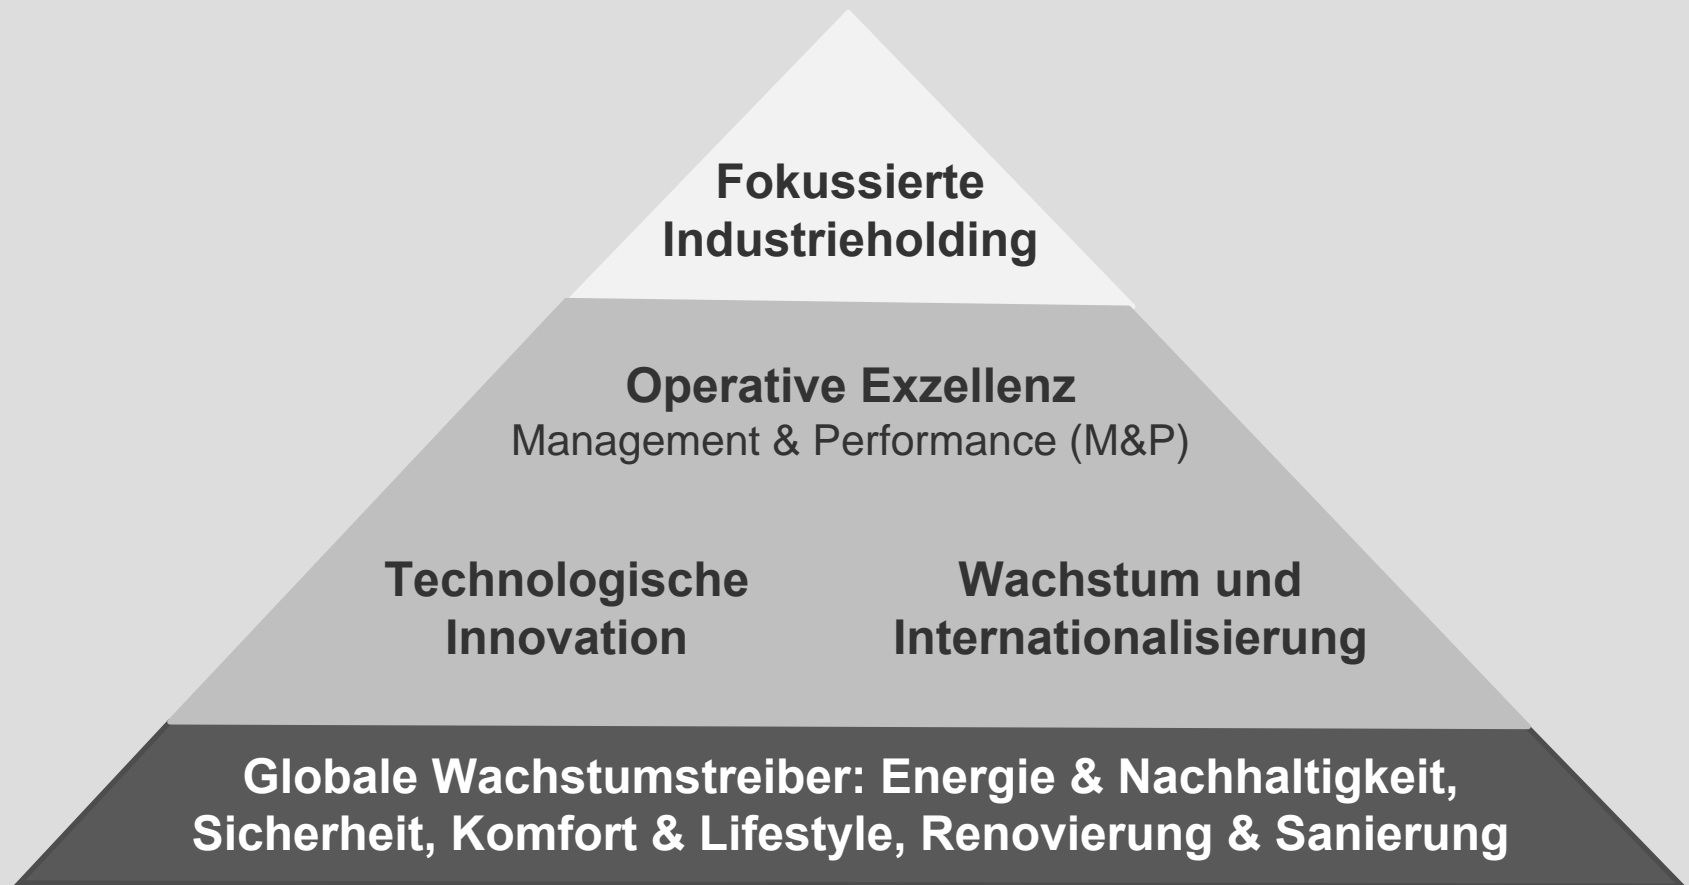 Fokussierte
Industrieholding
Operative Exzellenz
Management & Performance (M&P)
Technologische
Innovation
Wachstum und
Internationalisierung
Globale Wachstumstreiber: Energie & Nachhaltigkeit,
Sicherheit, Komfort & Lifestyle, Renovierung & Sanierung